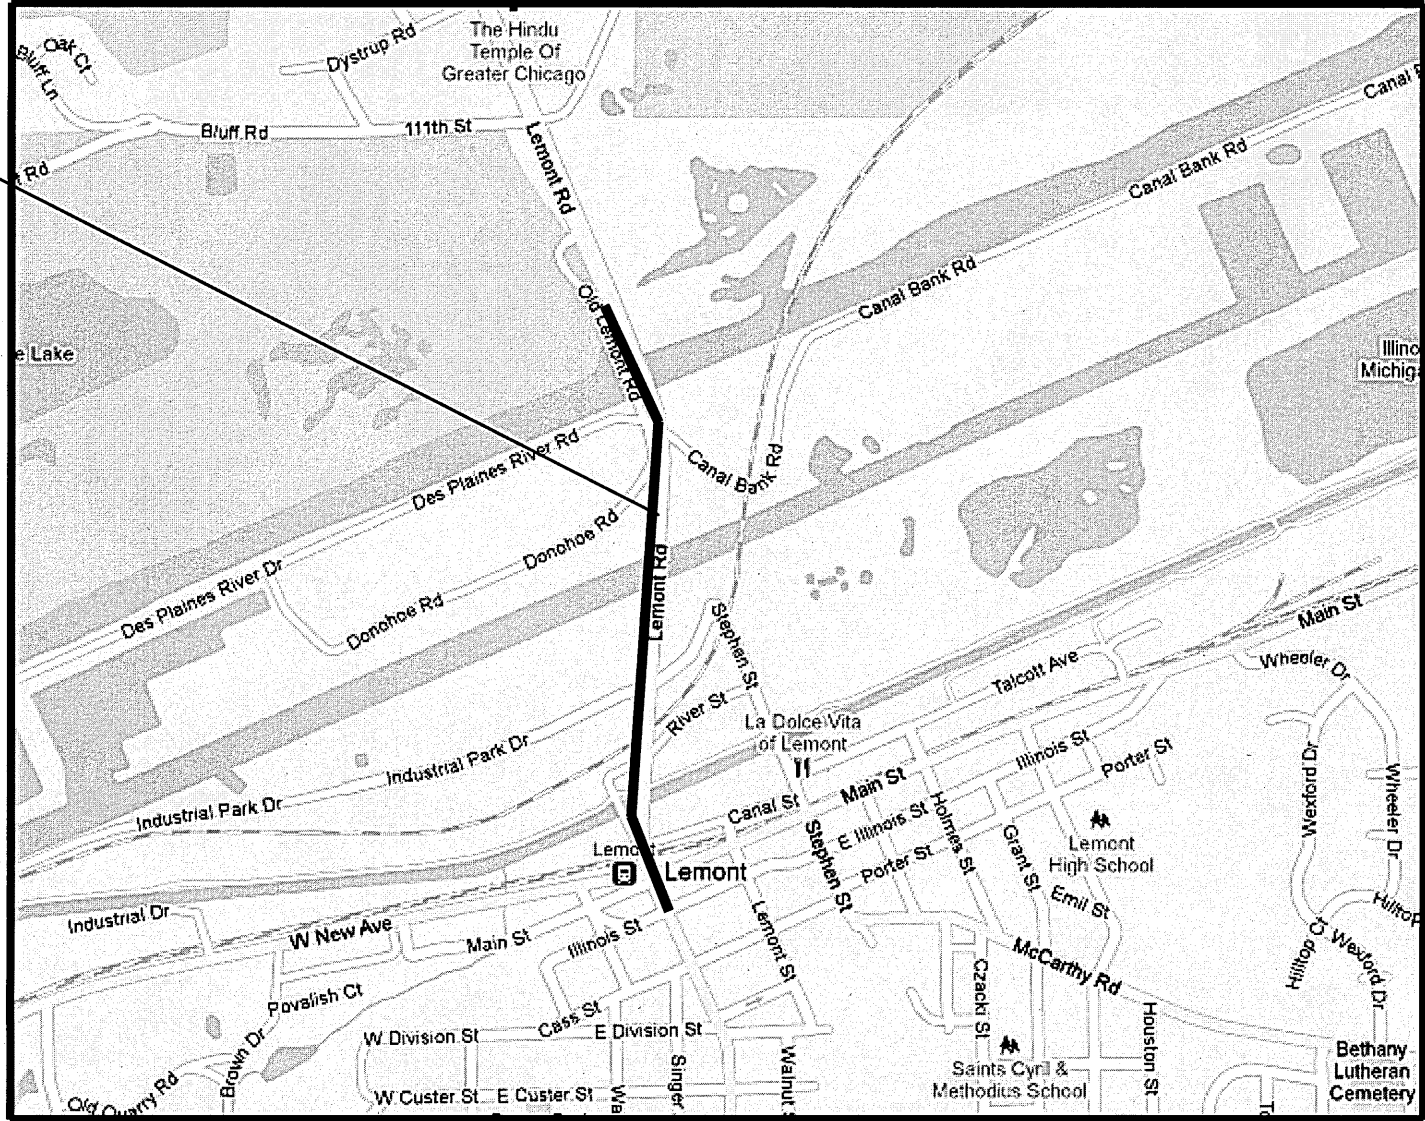 The Hindu
Temple Of
Greater Chicago
Oak Ct
Bluff Ln
Dystrup Rd
Bluff Rd
111th St
Rd
Lemont Rd
Canal
Canal Bank Rd
Canal Bank Rd
Old Lemont Rd
e Lake
Illino
Michiga
Des Plaines River Rd
Canal Bank Rd
Donohoe Rd
Lemont Rd
Des Plaines River Dr
Donohoe Rd
Stephen St
Main St
Talcott Ave
Wheeler Dr
River St
La Dolce Vita
of Lemont
Industrial Park Dr
Illinois St
Porter St
Wexford Dr
Wheeler Dr
Main St
Canal St
Industrial Park Dr
E Illinois St
Holmes St
Stephen St
Porter St
Grant St
Lemont
High School
Lemont
Lemont
Emil St
Hilltop
Industrial Dr
W New Ave
Main St
Illinois St
Lemont St
McCarthy Rd
Hilltop Ct
Wexford Dr
Povalish Ct
Cass St
Czacki St
Houston St
W Division St
E Division St
Brown Dr
Singer
Walnut S
Saints Cyril &
Methodius School
Bethany
Lutheran
Cemetery
Old Quarry Rd
W Custer St
E Custer St
Wa
To